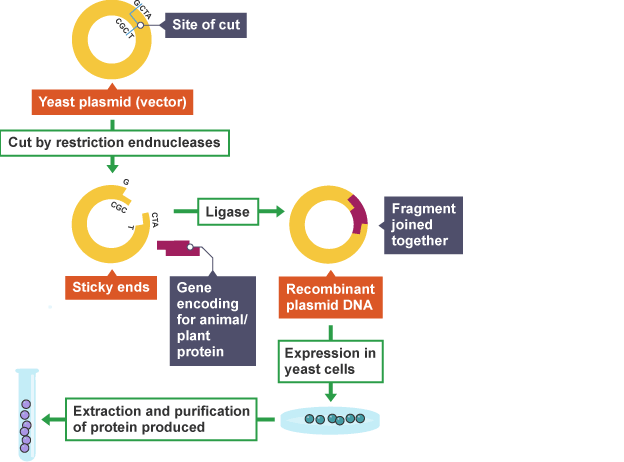 GCTA
CGCT
Site of cut
Yeast plasmid (vector)
Cut by restriction endnucleases
G
CGC
CTA
T
Ligase
Fragment
joined
together
Sticky ends
Gene
encoding
for animal/
plant
protein
Recombinant
plasmid DNA
Expression in
yeast cells
Extraction and purification
of protein produced